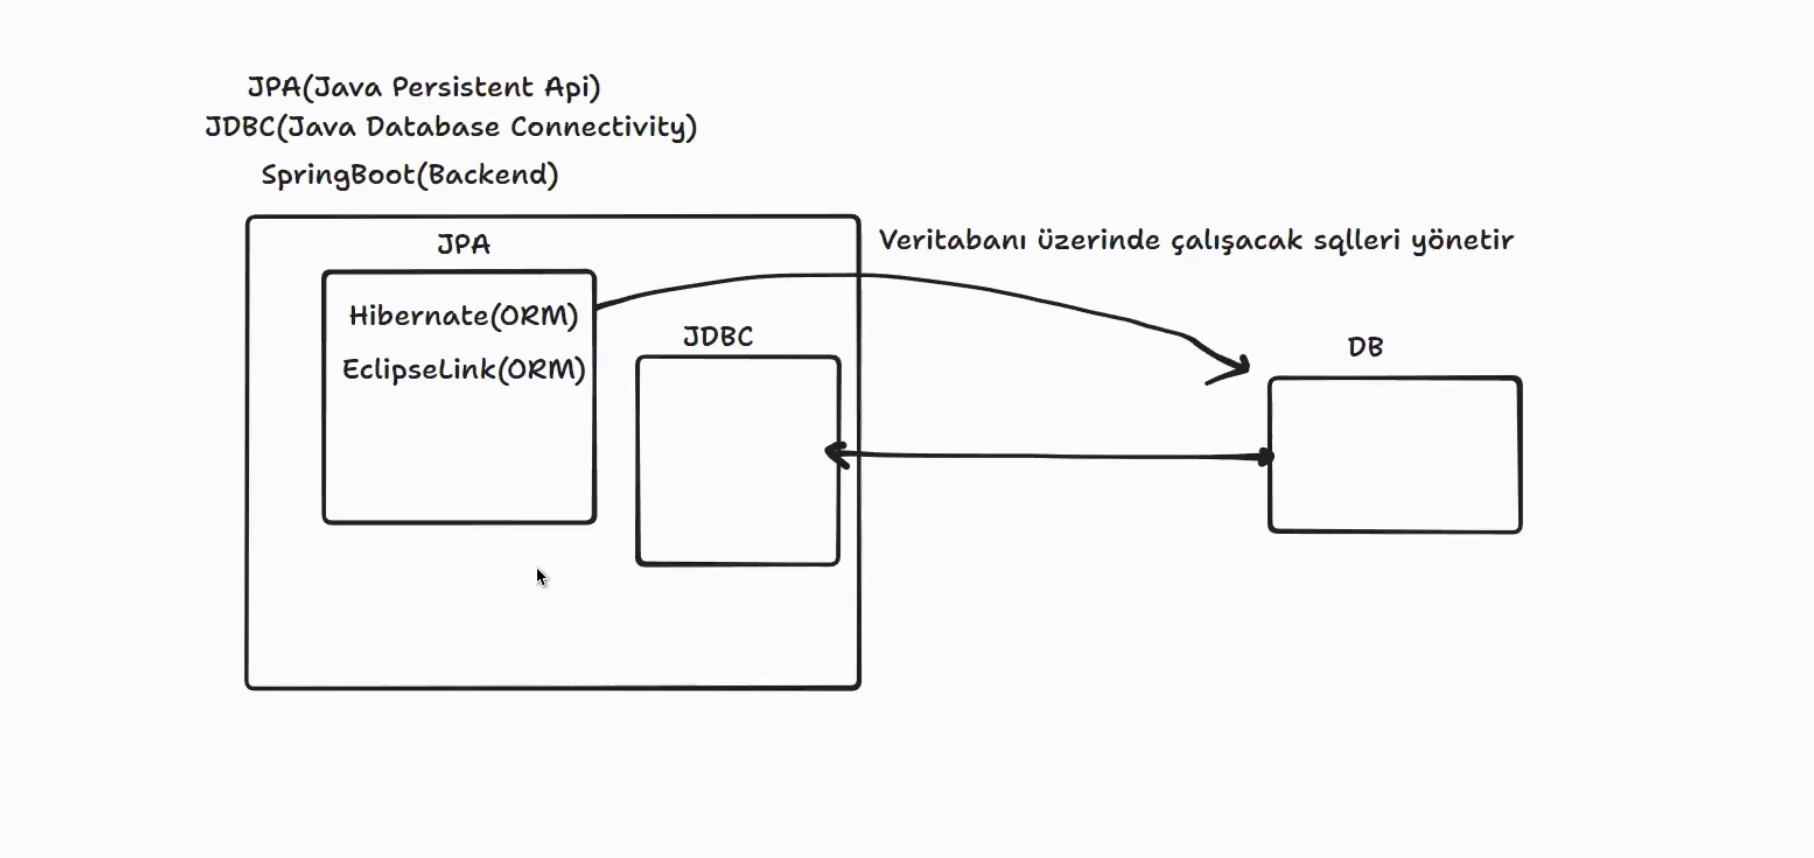 JPA(Java Persistent Api)
JDBC(Java Database Connectivity)
SpringBoot(Backend)
JPA
Veritabanı üzerinde çalışacak sqlleri yönetir
Hibernate(ORM)
JDBC
EclipseLink(ORM)
DB